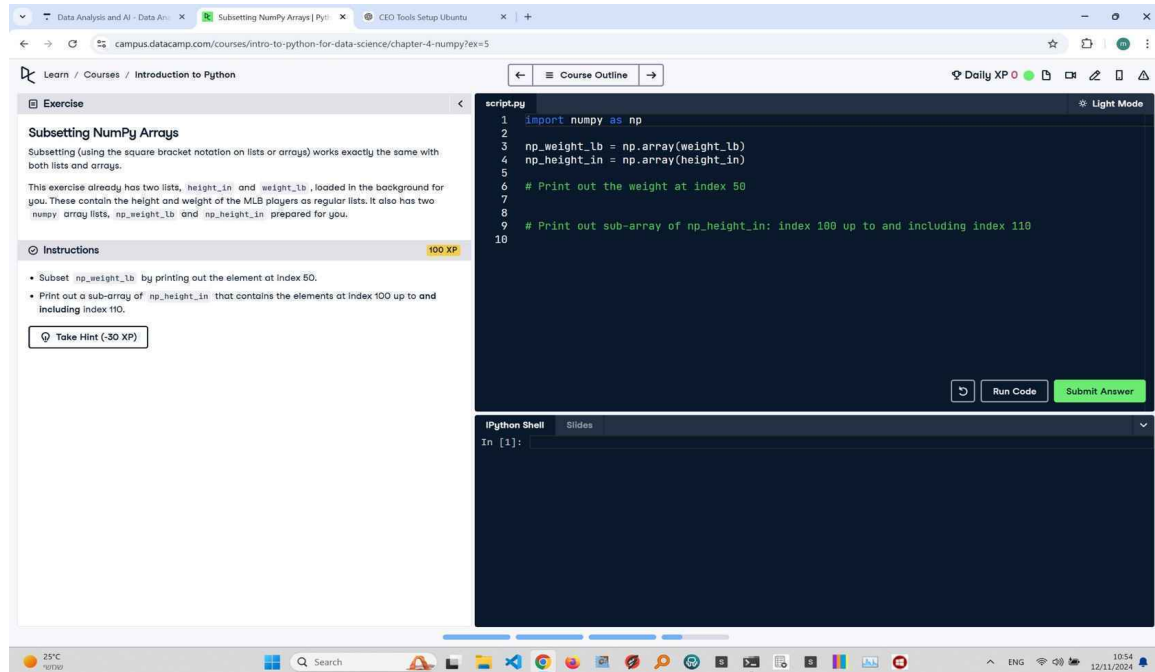 Data Analysis and AI - Data An
Subsetting NumPy Arrays | Pyt
CEO Tools Setup Ubuntu
campus.datacamp.com/courses/intro-to-python-for-data-science/chapter-4-numpy?ex=5
m
Learn / Courses / Introduction to Python
Course Outline
Daily XP 0
Exercise
Subsetting NumPy Arrays
Subsetting (using the square bracket notation on lists or arrays) works exactly the same with
both lists and arrays.
This exercise already has two lists, height_in and weight_lb , loaded in the background for
you. These contain the height and weight of the MLB players as regular lists. It also has two
numpy array lists, np_weight_lb and np_height_in prepared for you.
Instructions
100 XP
• Subset np_weight_lb by printing out the element at index 50.
• Print out a sub-array of np_height_in that contains the elements at index 100 up to and
including index 110.
Take Hint (-30 XP)
script.py
Light Mode
1 import numpy as np
2
3 np_weight_lb = np.array(weight_lb)
4 np_height_in = np.array(height_in)
5
6 # Print out the weight at index 50
7
8
9 # Print out sub-array of np_height_in: index 100 up to and including index 110
10
Run Code
Submit Answer
IPython Shell
Slides
In [1]:
25°C
שמשי
Search
ENG
10:54
12/11/2024